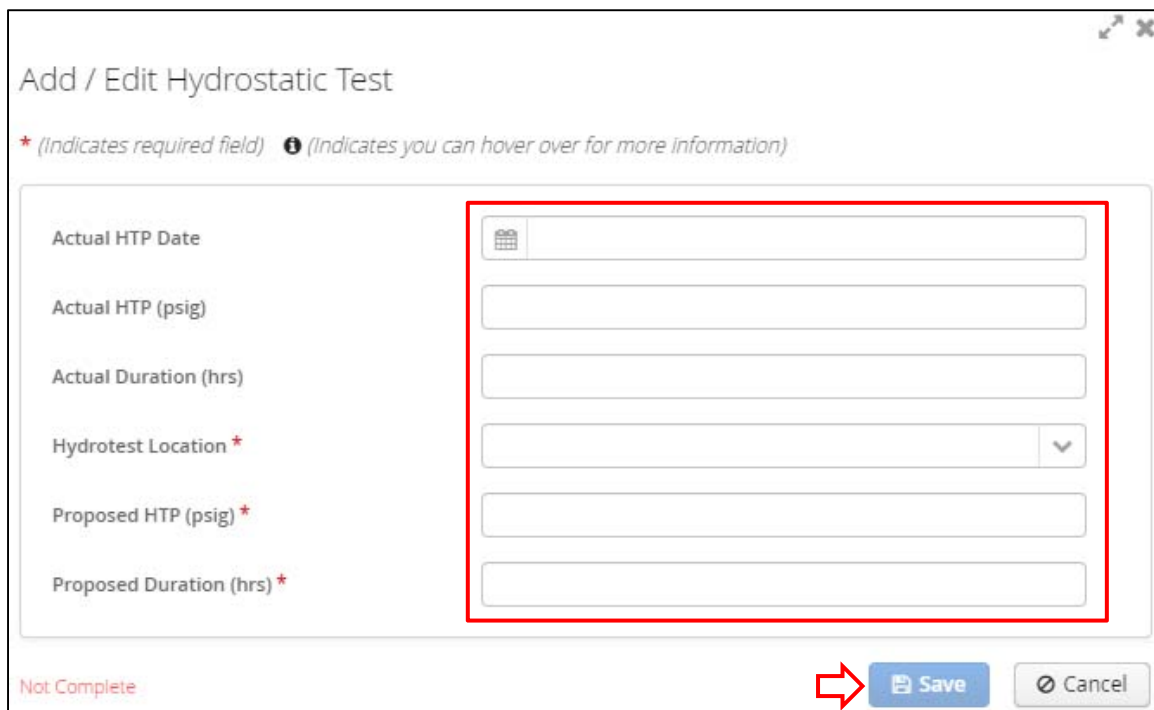 Add / Edit Hydrostatic Test
* (Indicates required field) (Indicates you can hover over for more information)
Actual HTP Date
Actual HTP (psig)
Actual Duration (hrs)
Hydrotest Location *
Proposed HTP (psig) *
Proposed Duration (hrs) *
Not Complete Save Cancel